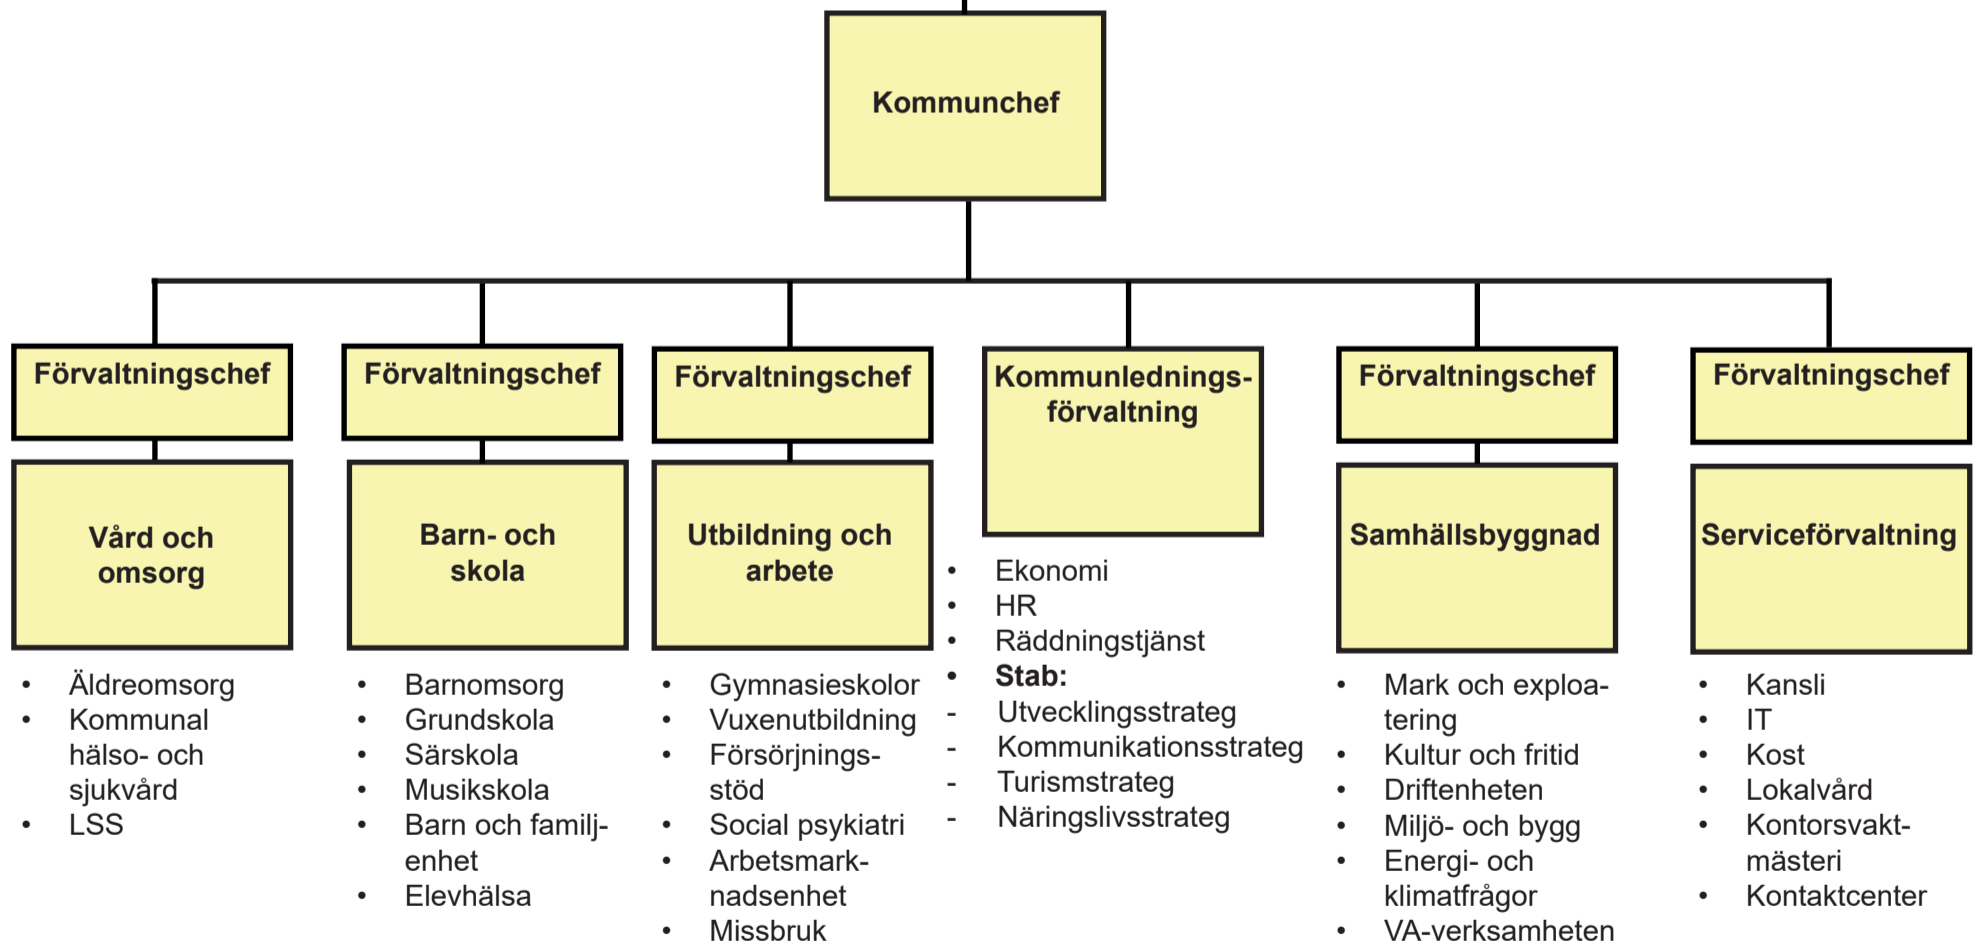 Kommunchef
Förvaltningschef
Vård och
omsorg
• Äldreomsorg
• Kommunal
hälso- och
sjukvård
• LSS
Förvaltningschef
Barn- och
skola
• Barnomsorg
• Grundskola
• Särskola
• Musikskola
• Barn och familj-
enhet
• Elevhälsa
Förvaltningschef
Utbildning och
arbete
• Gymnasieskolor
• Vuxenutbildning
• Försörjnings-
stöd
• Social psykiatri
• Arbetsmark-
nadsenhet
• Missbruk
Kommunlednings-
förvaltning
• Ekonomi
• HR
• Räddningstjänst
• Stab:
- Utvecklingsstrateg
- Kommunikationsstrateg
- Turismstrateg
- Näringslivsstrateg
Förvaltningschef
Samhällsbyggnad
• Mark och exploa-
tering
• Kultur och fritid
• Driftenheten
• Miljö- och bygg
• Energi- och
klimatfrågor
• VA-verksamheten
Förvaltningschef
Serviceförvaltning
• Kansli
• IT
• Kost
• Lokalvård
• Kontorsvakt-
mästeri
• Kontaktcenter